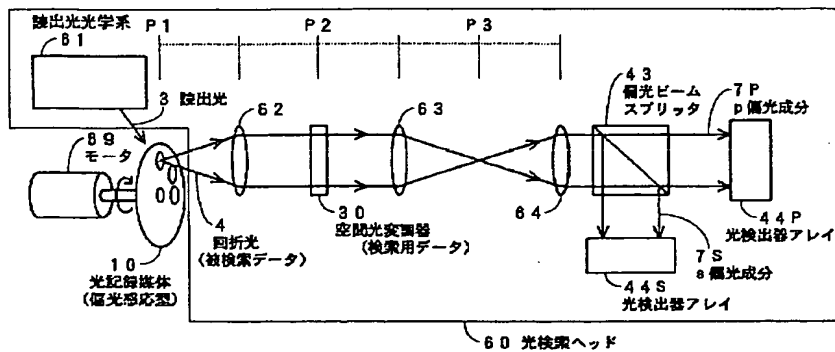 読出光光学系
61
P1
P2
P3
3 読出光
62
63
43
偏光ビーム
スプリッタ
7P
p偏光成分
89
モータ
4
回折光
(被検索データ)
30
空間光変調器
(検索用データ)
64
44P
光検出器アレイ
7S
s偏光成分
10
光記録媒体
(偏光感応型)
44S
光検出器アレイ
60 光検索ヘッド